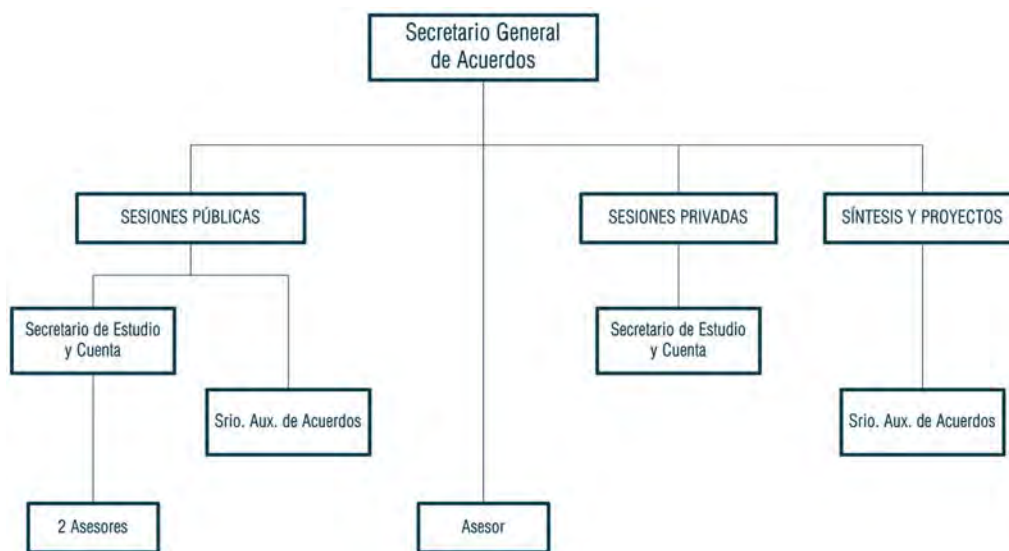 Secretario General
de Acuerdos
SESIONES PÚBLICAS
SESIONES PRIVADAS
SÍNTESIS Y PROYECTOS
Secretario de Estudio
y Cuenta
Secretario de Estudio
y Cuenta
Srio. Aux. de Acuerdos
Srio. Aux. de Acuerdos
2 Asesores
Asesor